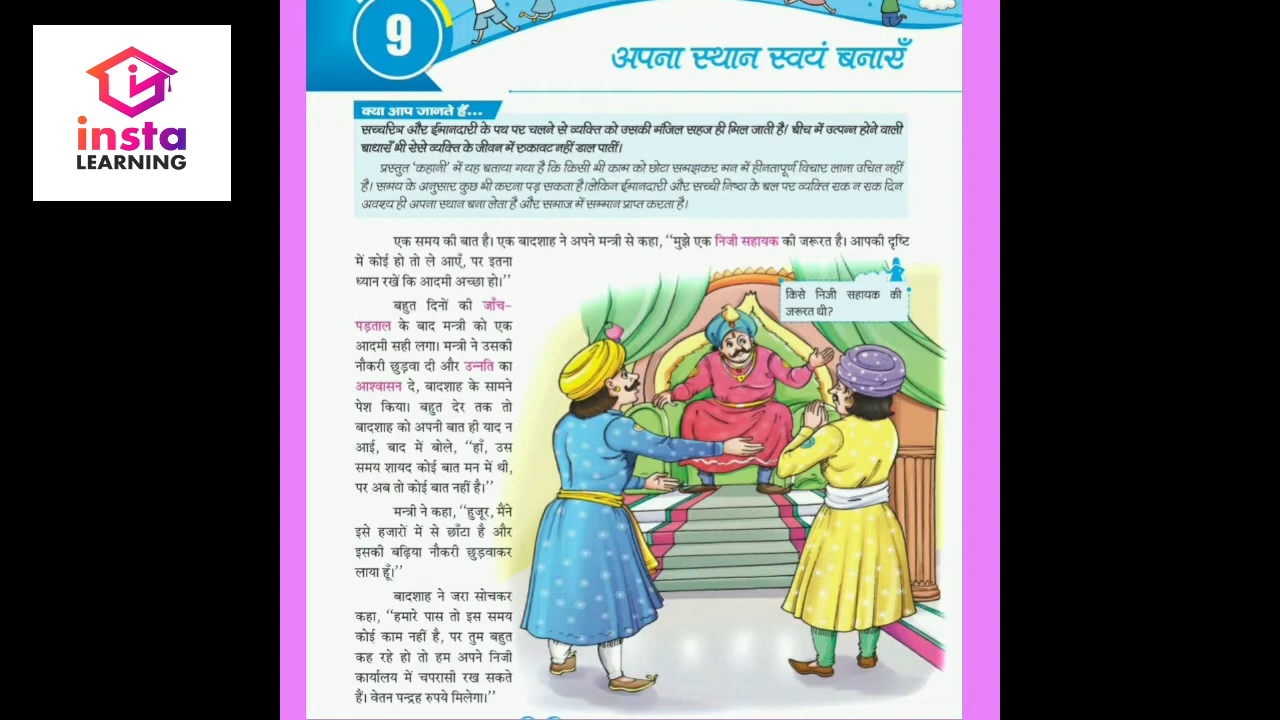 insta
LEARNING
9
अपना स्थान स्वयं बनाएँ
क्या आप जानते हैं...
सच्चरित्र और ईमानदारी के पथ पर चलने से व्यक्ति को उसकी मंजिल सहज ही मिल जाती है। बीच में उत्पन्न होने वाली
बाधाएँ भी ऐसे व्यक्ति के जीवन में रुकावट नहीं डाल पातीं।
प्रस्तुत ‘कहानी’ में यह बताया गया है कि किसी भी काम को छोटा समझकर मन में हीनतापूर्ण विचार लाना उचित नहीं
है। समय के अनुसार कुछ भी करना पड़ सकता है। लेकिन ईमानदारी और सच्ची निष्ठा के बल पर व्यक्ति एक न एक दिन
अवश्य ही अपना स्थान बना लेता है और समाज में सम्मान प्राप्त करता है।
एक समय की बात है। एक बादशाह ने अपने मन्त्री से कहा, ‘‘मुझे एक निजी सहायक की जरूरत है। आपकी दृष्टि
में कोई हो तो ले आएँ, पर इतना
ध्यान रखें कि आदमी अच्छा हो।’’
किसे निजी सहायक की
जरूरत थी?
बहुत दिनों की जाँच-
पड़ताल के बाद मन्त्री को एक
आदमी सही लगा। मन्त्री ने उसकी
नौकरी छुड़वा दी और उन्नति का
आश्वासन दे, बादशाह के सामने
पेश किया। बहुत देर तक तो
बादशाह को अपनी बात ही याद न
आई, बाद में बोले, ‘‘हाँ, उस
समय शायद कोई बात मन में थी,
पर अब तो कोई बात नहीं है।’’
मन्त्री ने कहा, ‘‘हुजूर, मैंने
इसे हजारों में से छाँटा है और
इसकी बढ़िया नौकरी छुड़वाकर
लाया हूँ।’’
बादशाह ने जरा सोचकर
कहा, ‘‘हमारे पास तो इस समय
कोई काम नहीं है, पर तुम बहुत
कह रहे हो तो हम अपने निजी
कार्यालय में चपरासी रख सकते
हैं। वेतन पन्द्रह रुपये मिलेगा।’’